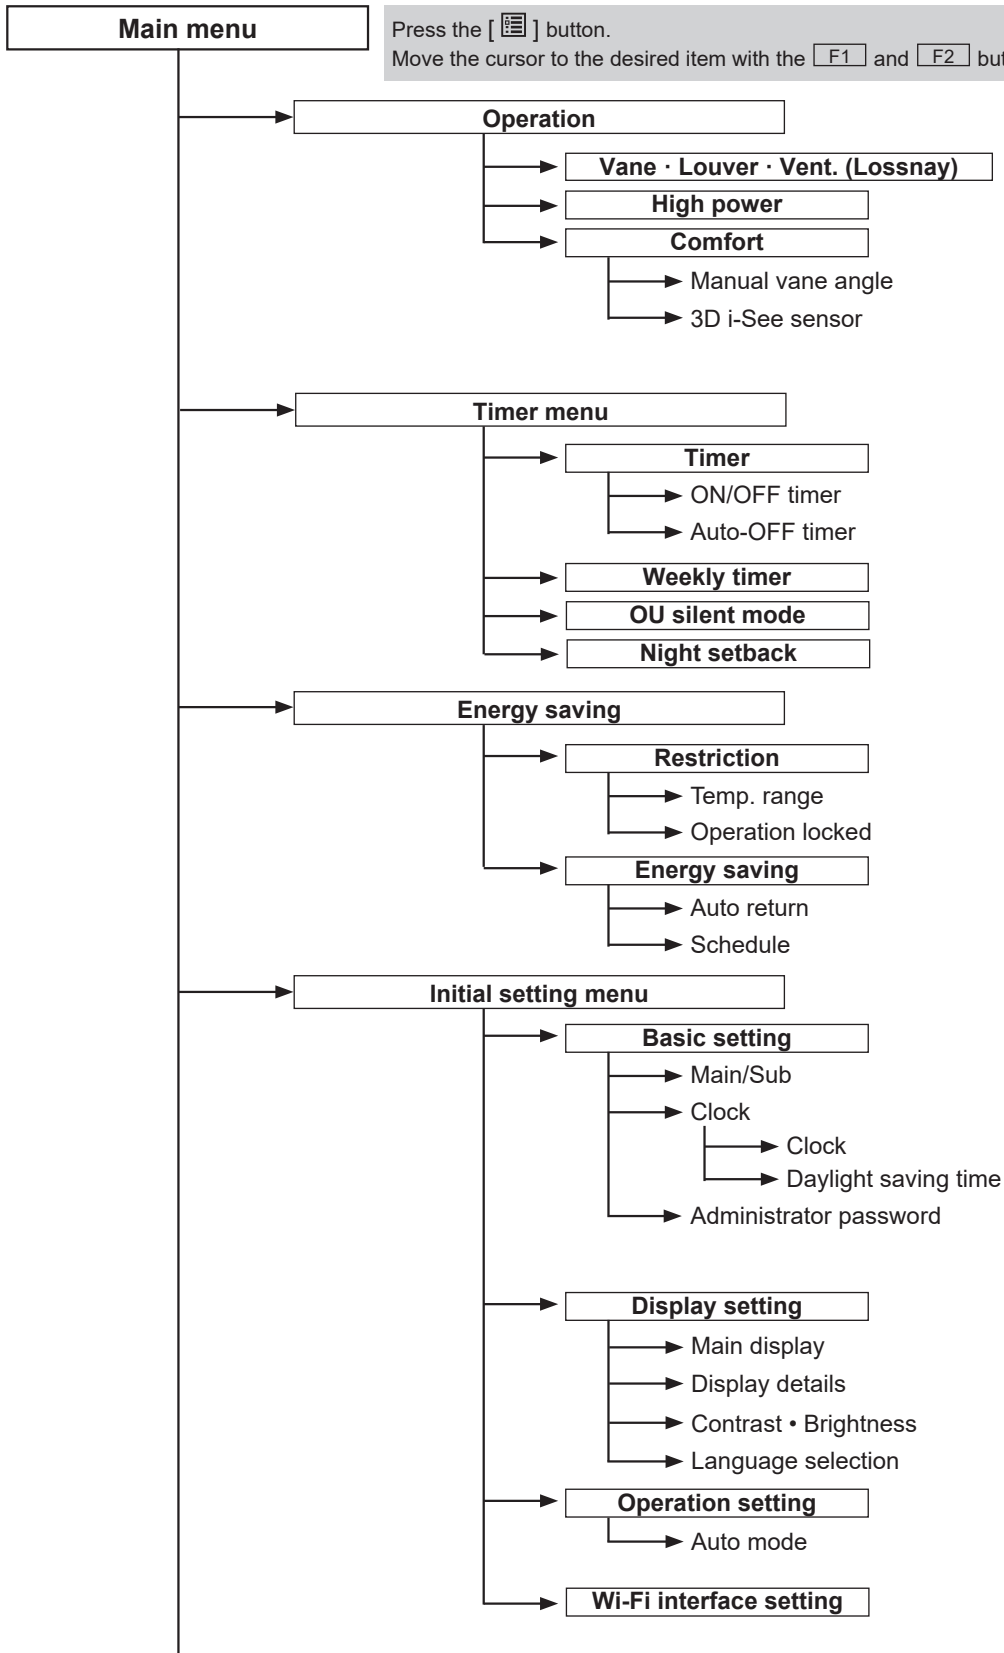 Main menu
Press the [ ] button.
Move the cursor to the desired item with the F1 and F2
Operation
Vane · Louver · Vent. (Lossnay)
High power
Comfort
Manual vane angle
3D i-See sensor
Timer menu
Timer
ON/OFF timer
Auto-OFF timer
Weekly timer
OU silent mode
Night setback
Energy saving
Restriction
Temp. range
Operation locked
Energy saving
Auto return
Schedule
Initial setting menu
Basic setting
Main/Sub
Clock
Clock
Daylight saving time
Administrator password
Display setting
Main display
Display details
Contrast • Brightness
Language selection
Operation setting
Auto mode
Wi-Fi interface setting